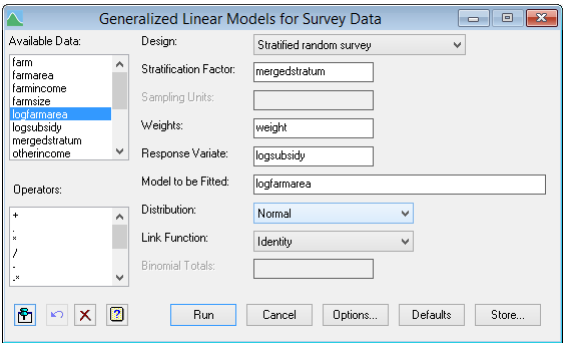 Generalized Linear Models for Survey Data
Available Data:
farm
farmarea
farmincome
farmsize
logfarmarea
logsubsidy
mergedstratum
otherincome
Operators:
+
.
*
/
.
.*
Design:
Stratified random survey
Stratification Factor:
mergedstratum
Sampling Units:
Weights:
weight
Response Variate:
logsubsidy
Model to be Fitted:
logfarmarea
Distribution:
Normal
Link Function:
Identity
Binomial Totals:
Run
Cancel
Options...
Defaults
Store...